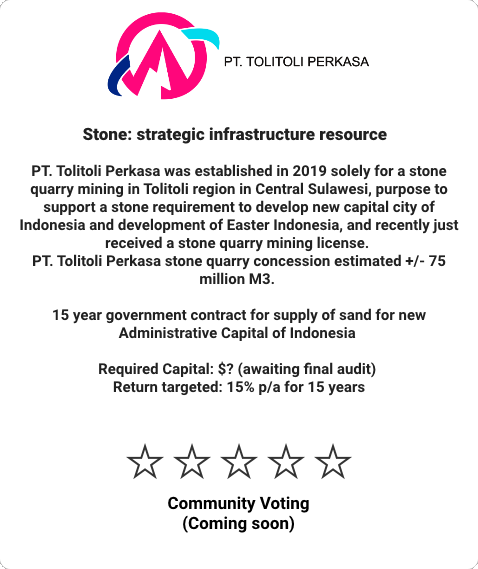 PT. TOLITOLI PERKASA
Stone: strategic infrastructure resource
PT. Tolitoli Perkasa was established in 2019 solely for a stone
quarry mining in Tolitoli region in Central Sulawesi, purpose to
support a stone requirement to develop new capital city of
Indonesia and development of Easter Indonesia, and recently just
received a stone quarry mining license.
PT. Tolitoli Perkasa stone quarry concession estimated +/- 75
million M3.
15 year government contract for supply of sand for new
Administrative Capital of Indonesia
Required Capital: $? (awaiting final audit)
Return targeted: 15% p/a for 15 years
Community Voting
(Coming soon)